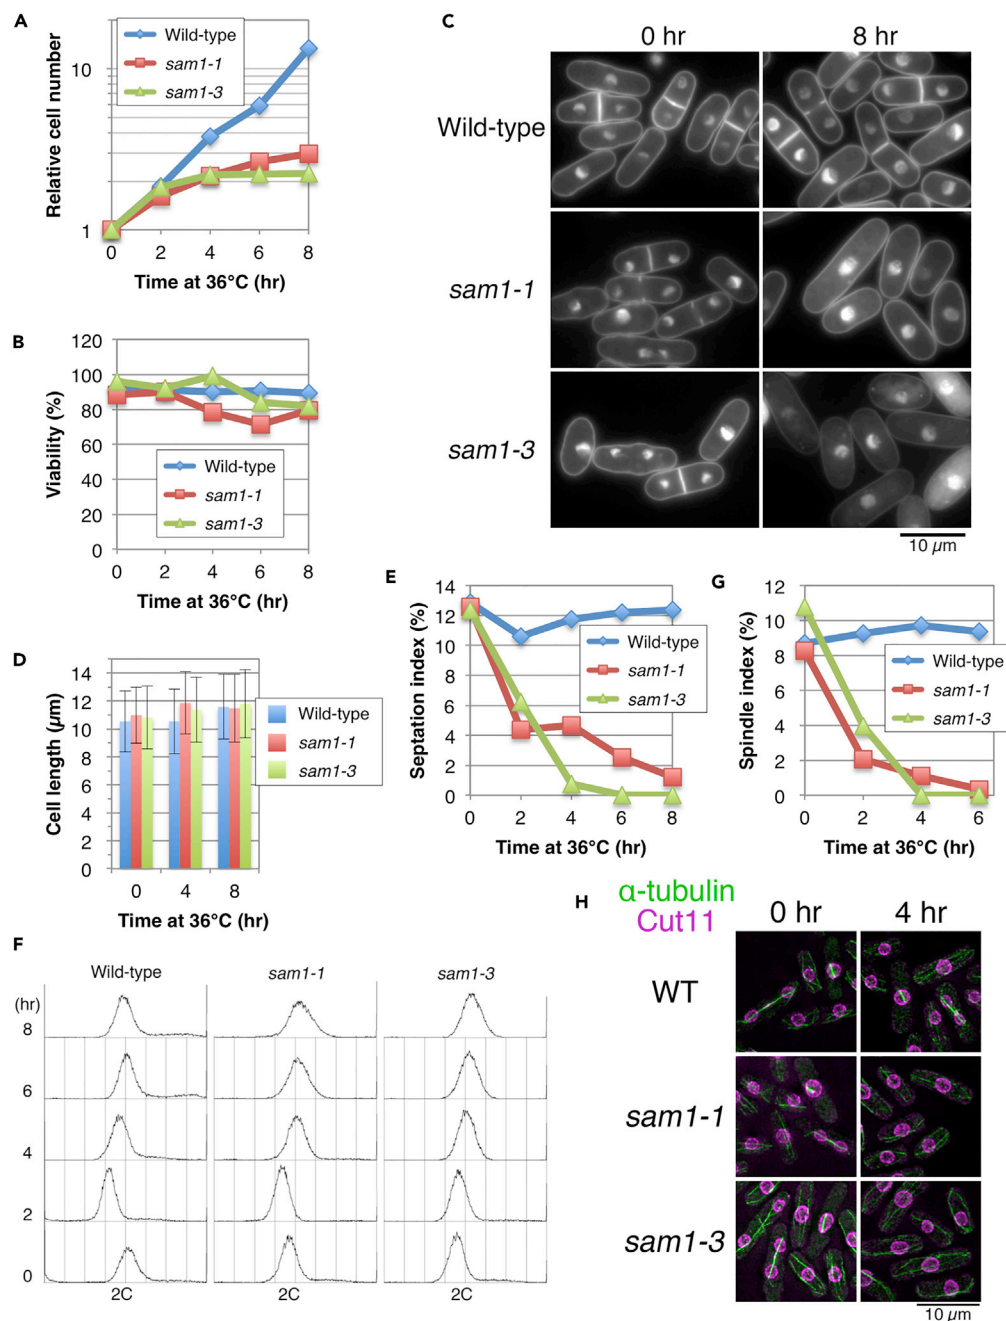 A
Relative cell number
10
1
Wild-type
sam1-1
sam1-3
0 2 4 6 8
Time at 36°C (hr)
B
Viability (%)
120
100
80
60
40
20
0
Wild-type
sam1-1
sam1-3
0 2 4 6 8
Time at 36°C (hr)
C
0 hr 8 hr
Wild-type
sam1-1
sam1-3
10 µm
D
Cell length (µm)
14
12
10
8
6
4
2
0
Wild-type
sam1-1
sam1-3
0 4 8
Time at 36°C (hr)
E
Septation index (%)
14
12
10
8
6
4
2
0
Wild-type
sam1-1
sam1-3
0 2 4 6 8
Time at 36°C (hr)
G
Spindle index (%)
12
10
8
6
4
2
0
Wild-type
sam1-1
sam1-3
0 2 4 6
Time at 36°C (hr)
F
Wild-type sam1-1 sam1-3
(hr)
8
6
4
2
0
2C 2C 2C
H
α-tubulin
Cut11
0 hr 4 hr
WT
sam1-1
sam1-3
10 µm